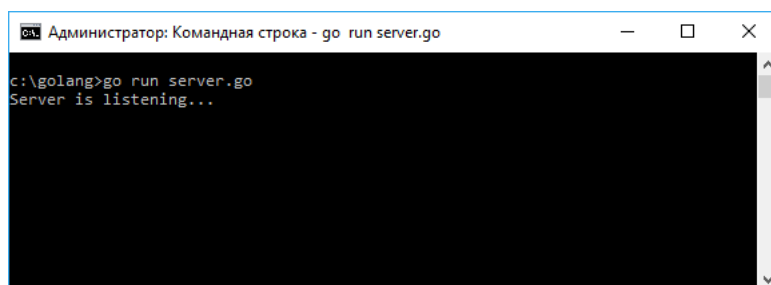 Администратор: Командная строка - go  run server.go
c:\golang>go run server.go
Server is listening...